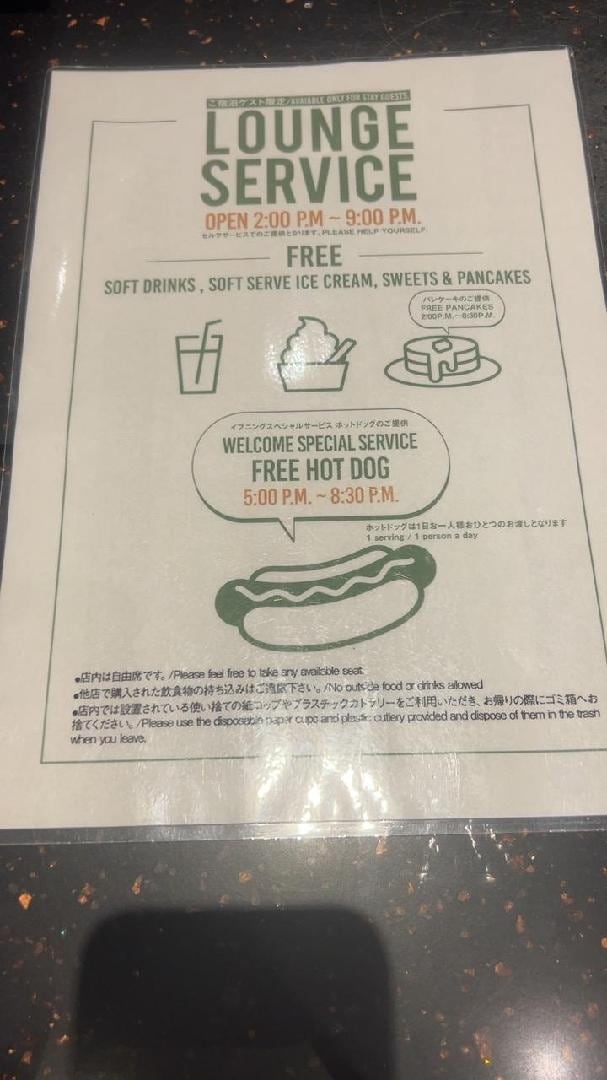 ご宿泊ゲスト限定/AVAILABLE ONLY FOR STAY GUESTS.
LOUNGE
SERVICE
OPEN 2:00 P.M ~ 9:00 P.M.
セルフサービスでのご提供となります。PLEASE HELP YOURSELF
FREE
SOFT DRINKS , SOFT SERVE ICE CREAM, SWEETS & PANCAKES
パンケーキのご提供
FREE PANCAKES
2:00P.M.~8:30P.M.
イブニングスペシャルサービス ホットドッグのご提供
WELCOME SPECIAL SERVICE
FREE HOT DOG
5:00 P.M. ~ 8:30 P.M.
ホットドッグは1日お一人様おひとつのお渡しとなります
1 serving / 1 person a day
●店内は自由席です。/Please feel free to take any available seat.
●他店で購入された飲食物の持ち込みはご遠慮下さい。/No outside food or drinks allowed
●店内では設置されている使い捨ての紙コップやプラスチックカトラリーをご利用いただき、お帰りの際にゴミ箱へお
捨てください。/Please use the disposable paper cups and plastic cutlery provided and dispose of them in the trash
when you leave.